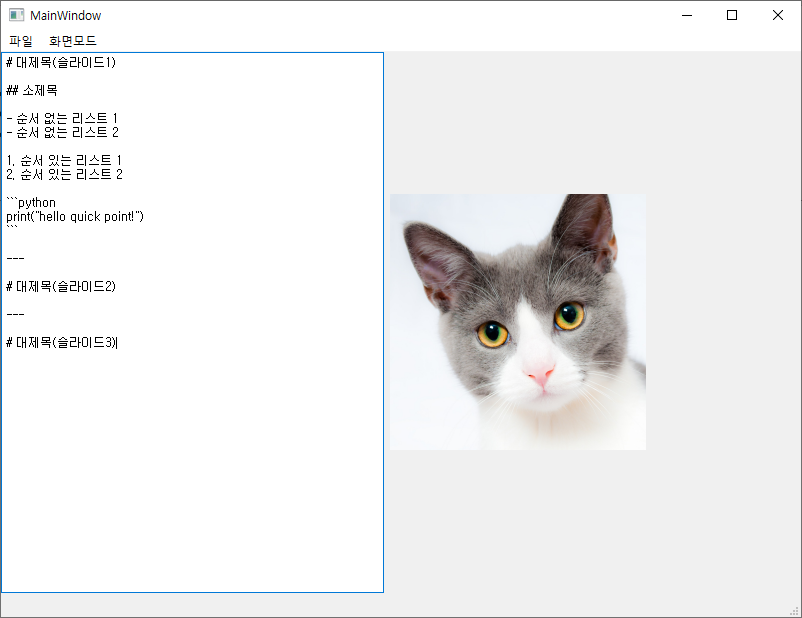 MainWindow
파일 화면모드
# 대제목(슬라이드1)
## 소제목
- 순서 없는 리스트 1
- 순서 없는 리스트 2
1. 순서 있는 리스트 1
2. 순서 있는 리스트 2
```python
print("hello quick point!")
```
---
# 대제목(슬라이드2)
---
# 대제목(슬라이드3)